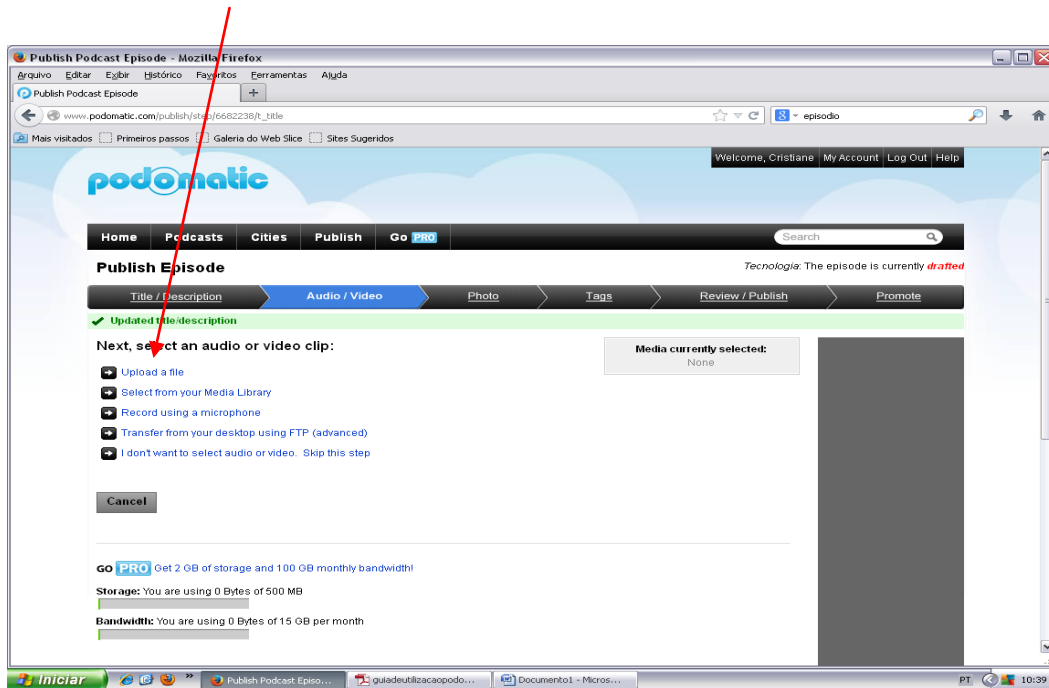 Publish Podcast Episode - Mozilla Firefox
Arquivo Editar Exibir Histórico Favoritos Ferramentas Ajuda
Publish Podcast Episode +
www.podomatic.com/publish/step/6682238/t_title episodio
Mais visitados Primeiros passos Galeria do Web Slice Sites Sugeridos
Welcome, Cristiane My Account Log Out Help
podomatic
Home Podcasts Cities Publish Go PRO Search
Publish Episode Tecnologia: The episode is currently drafted
Title / Description Audio / Video Photo Tags Review / Publish Promote
Updated title/description
Next, select an audio or video clip:
Media currently selected:
None
Upload a file
Select from your Media Library
Record using a microphone
Transfer from your desktop using FTP (advanced)
I don't want to select audio or video. Skip this step
Cancel
GO PRO Get 2 GB of storage and 100 GB monthly bandwidth!
Storage: You are using 0 Bytes of 500 MB
Bandwidth: You are using 0 Bytes of 15 GB per month
Iniciar Publish Podcast Episo... guiadeutilizacaopodo... Documento1 - Micros... PT 10:39